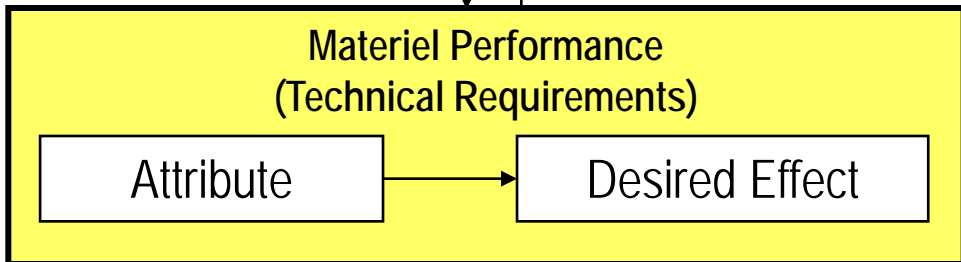 Materiel Performance
(Technical Requirements)
Attribute
Desired Effect